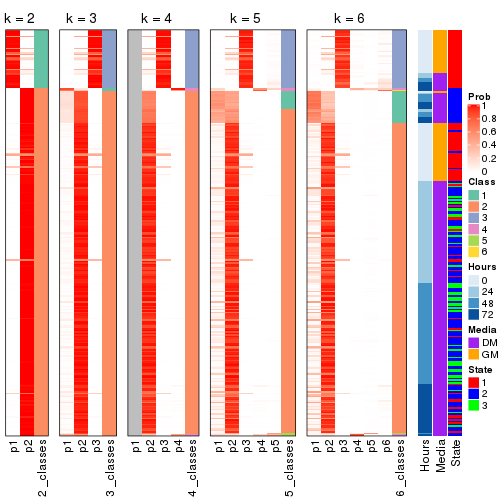 k = 2 k = 3 k = 4 k = 5 k = 6
Prob
1
0.8
0.6
0.4
0.2
0
Class
1
2
3
4
5
6
Hours
0
24
48
72
Media
DM
GM
State
1
2
3
p1 p2 2_classes p1 p2 p3 3_classes p1 p2 p3 p4 4_classes p1 p2 p3 p4 p5 5_classes p1 p2 p3 p4 p5 p6 6_classes Hours Media State